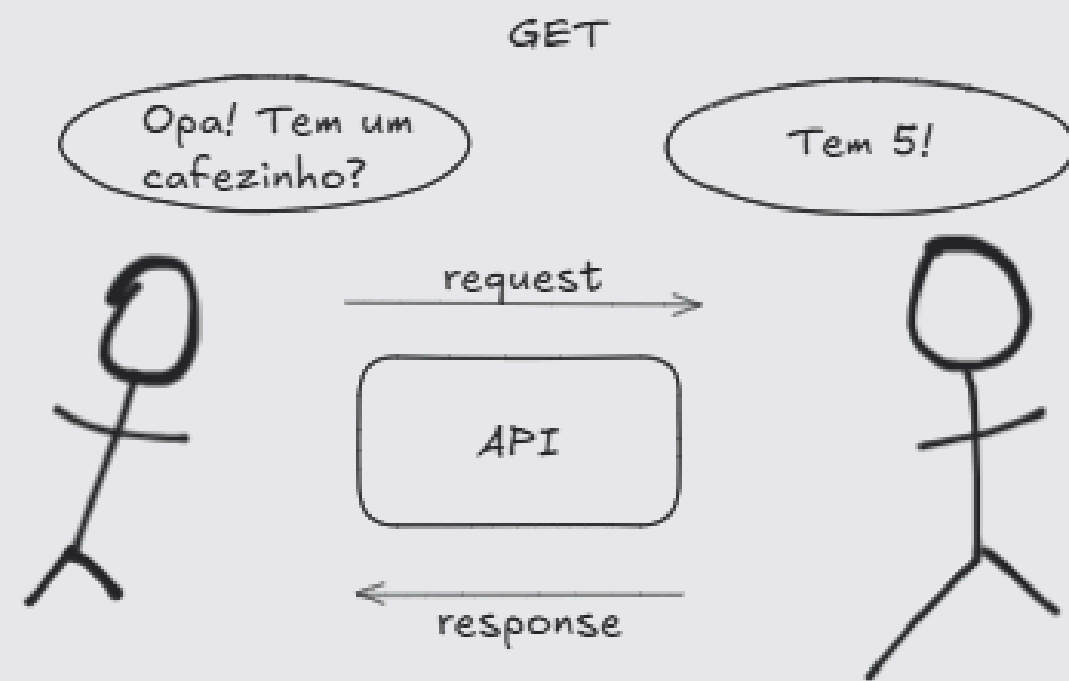 GET
Opa! Tem um
cafezinho?
Tem 5!
request
API
response